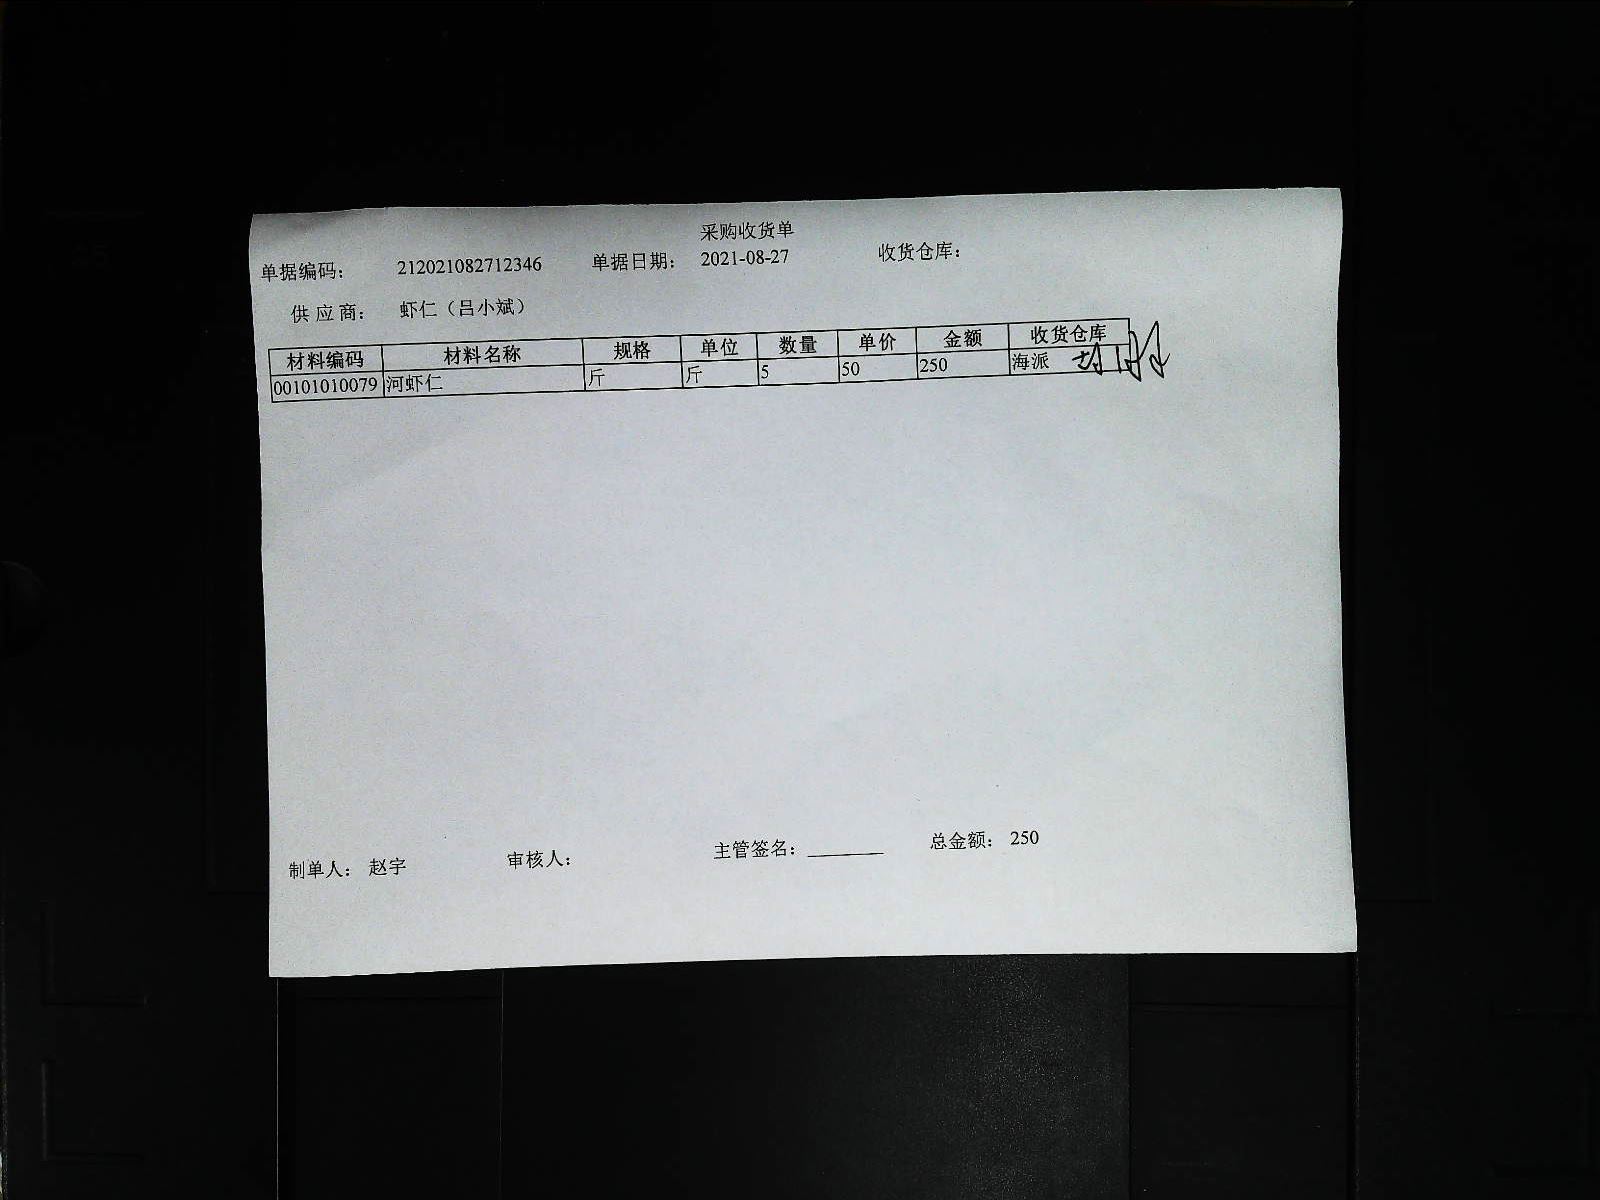 采购收货单
单据编码： 212021082712346 单据日期： 2021-08-27 收货仓库：
供 应 商： 虾仁（吕小斌）
材料编码 材料名称 规格 单位 数量 单价 金额 收货仓库
00101010079 河虾仁 斤 斤 5 50 250 海派
制单人： 赵宇 审核人： 主管签名：________ 总金额： 250